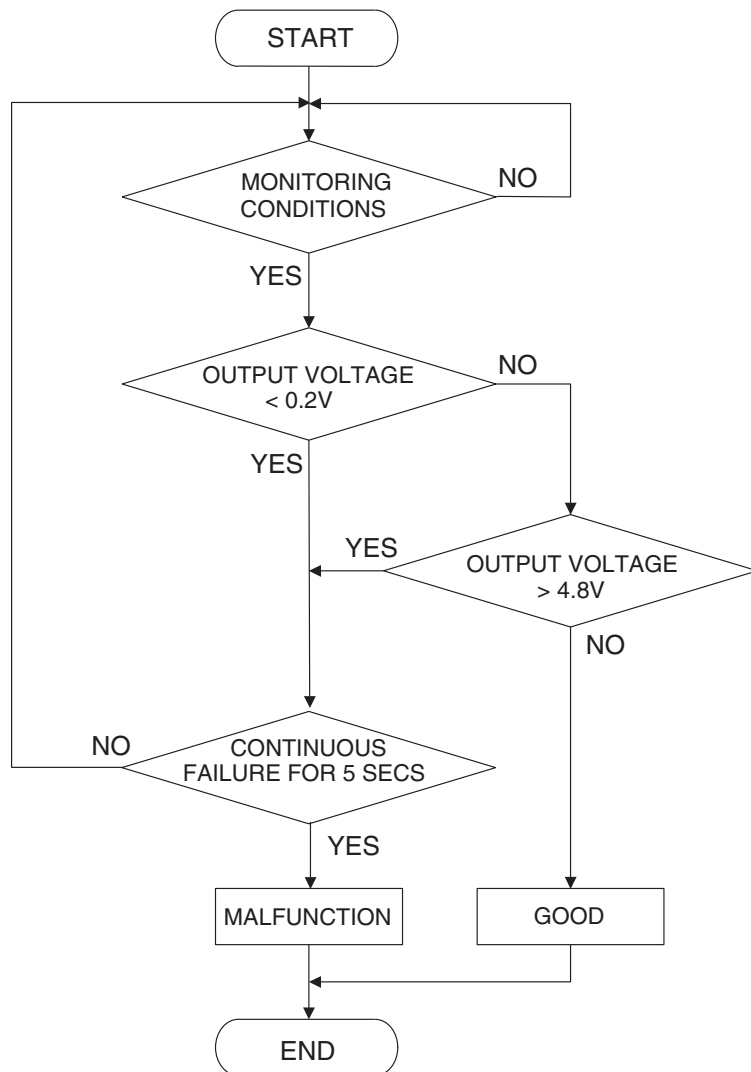 START
MONITORING
CONDITIONS
NO
YES
OUTPUT VOLTAGE
< 0.2V
NO
YES
YES
OUTPUT VOLTAGE
> 4.8V
NO
NO
CONTINUOUS
FAILURE FOR 5 SECS
YES
MALFUNCTION
GOOD
END